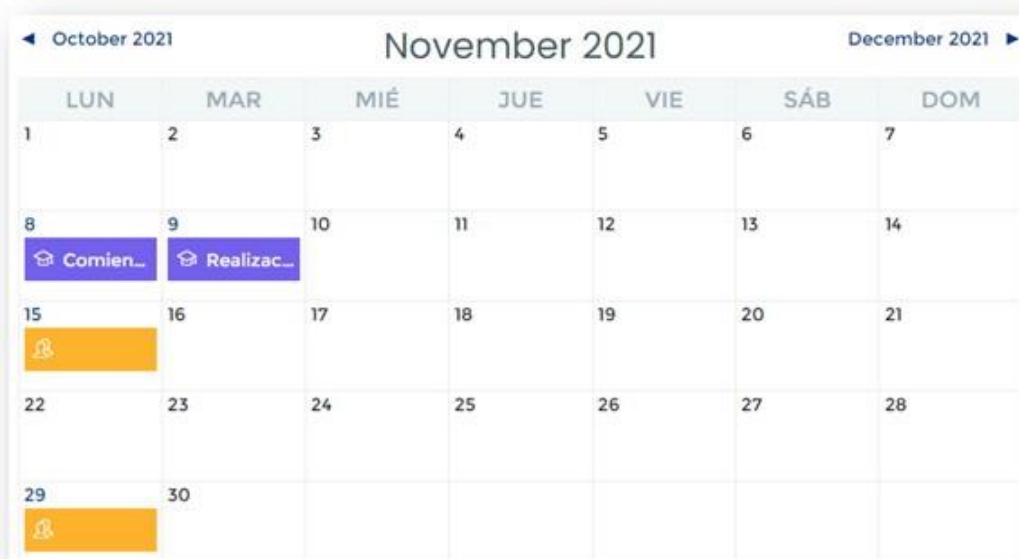 ◄ October 2021 November 2021 December 2021 ►
LUN MAR MIÉ JUE VIE SÁB DOM
1 2 3 4 5 6 7
8 9 10 11 12 13 14
Comien... Realizac...
15 16 17 18 19 20 21
22 23 24 25 26 27 28
29 30